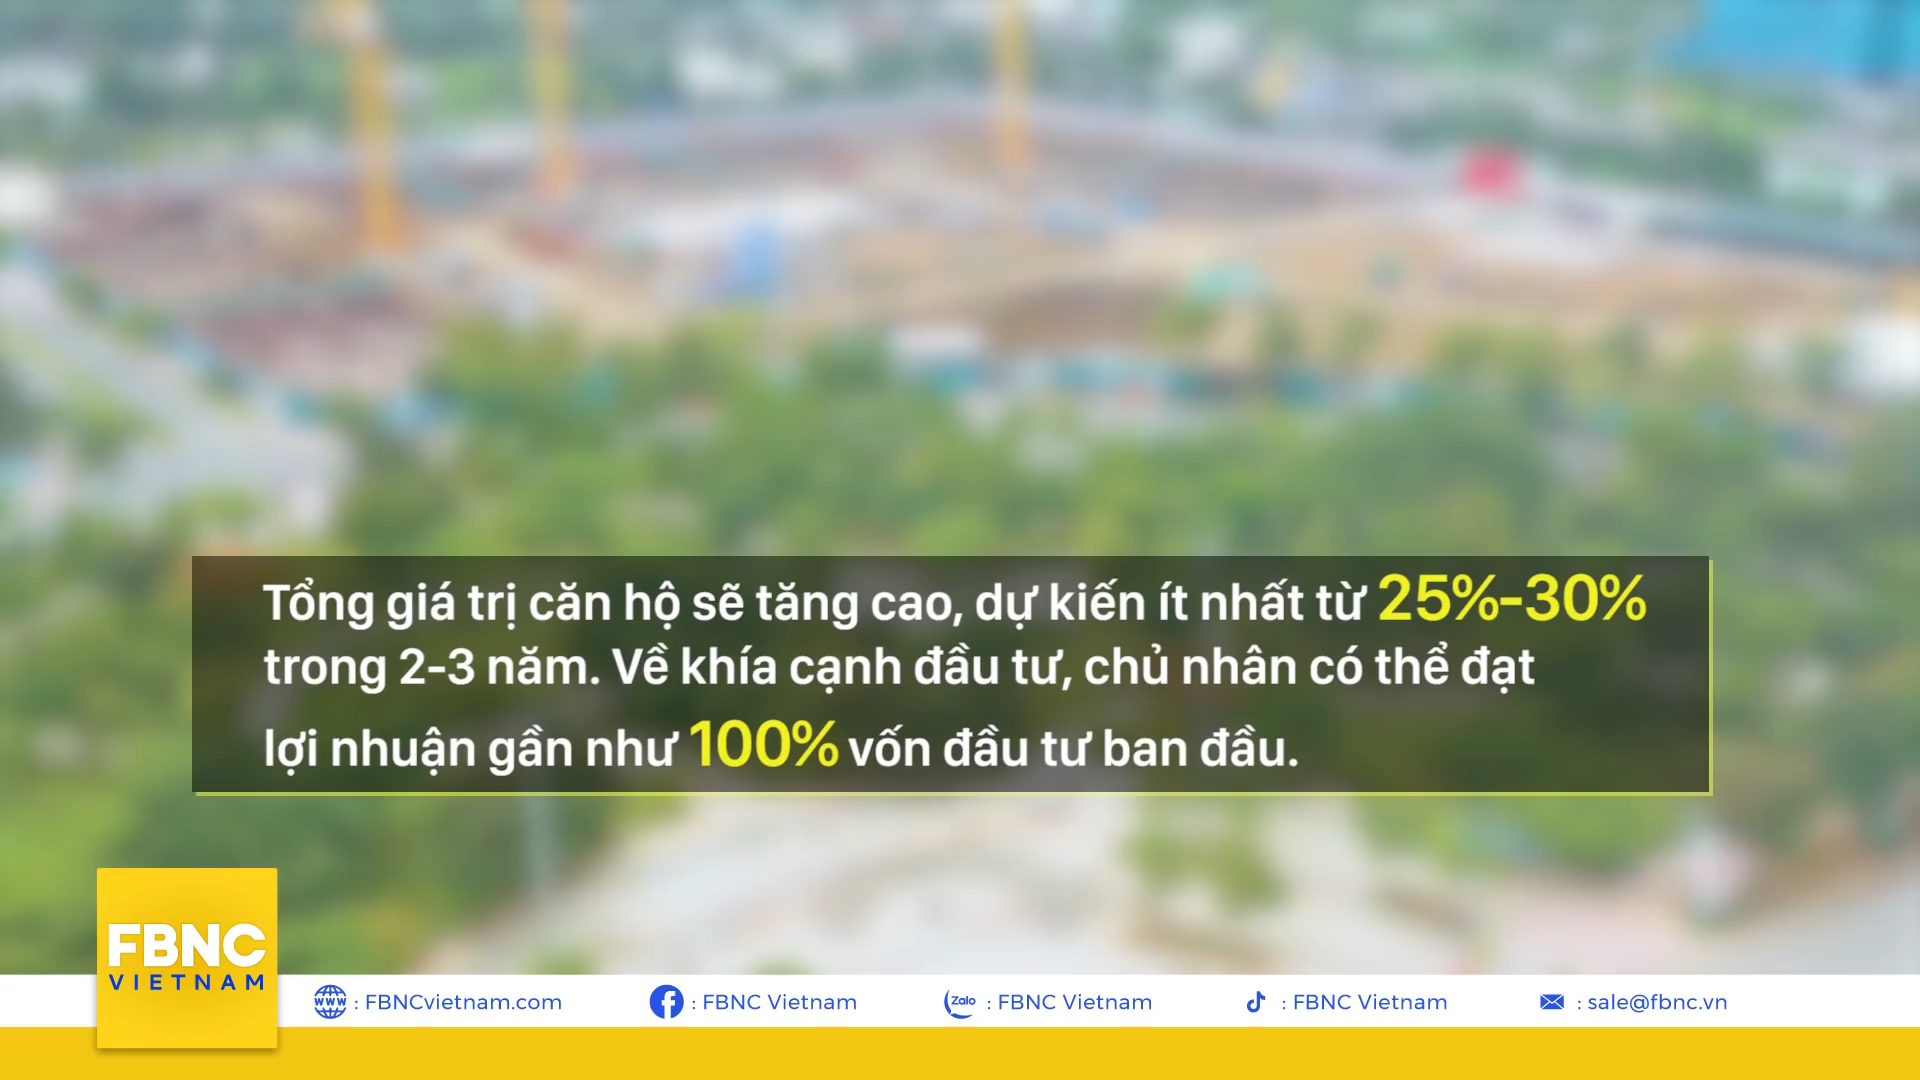 Tổng giá trị căn hộ sẽ tăng cao, dự kiến ít nhất từ 25%-30%
trong 2-3 năm. Về khía cạnh đầu tư, chủ nhân có thể đạt
lợi nhuận gần như 100% vốn đầu tư ban đầu.
FBNC
VIETNAM
WWW : FBNCvietnam.com
: FBNC Vietnam
Zalo : FBNC Vietnam
: FBNC Vietnam
: sale@fbnc.vn